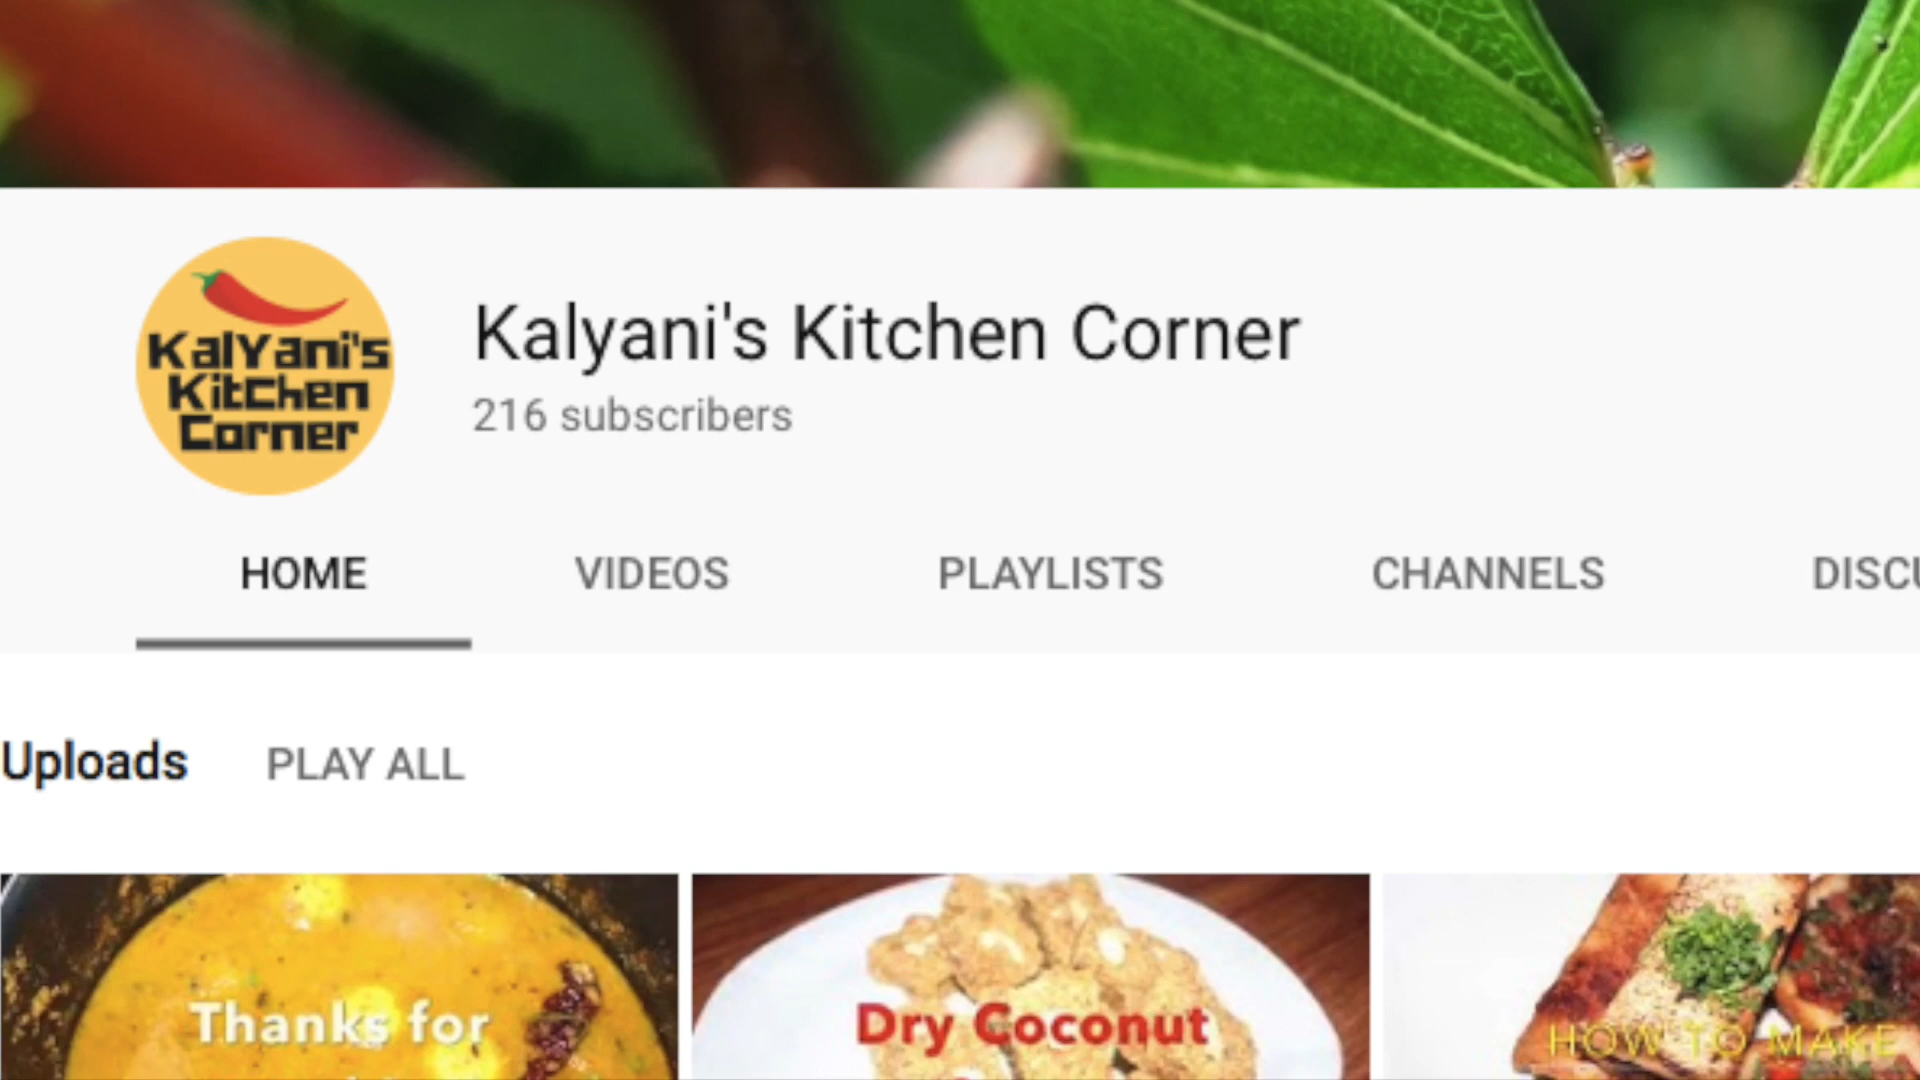 Kalyani's
Kitchen
Corner
Kalyani's Kitchen Corner
216 subscribers
HOME VIDEOS PLAYLISTS CHANNELS DISCU
Uploads PLAY ALL
Thanks for
Dry Coconut
HOW TO MAKE